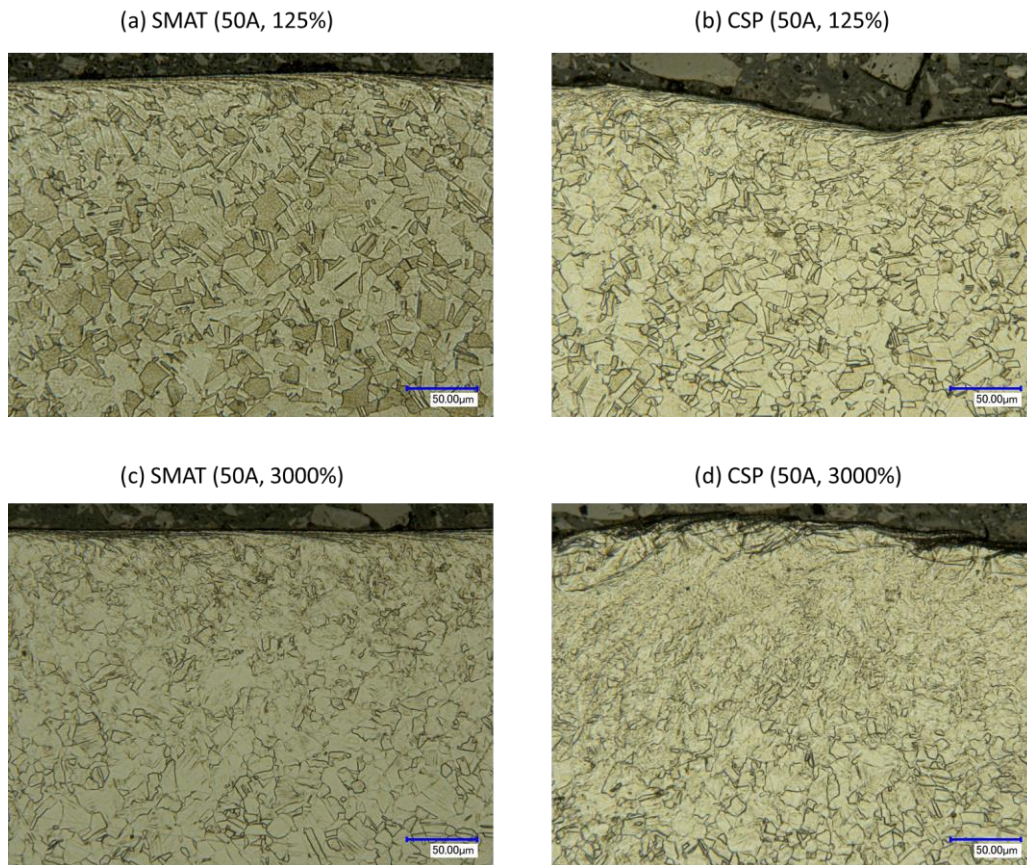 (a) SMAT (50A, 125%)
(b) CSP (50A, 125%)
50.00μm
50.00μm
(c) SMAT (50A, 3000%)
(d) CSP (50A, 3000%)
50.00μm
50.00μm